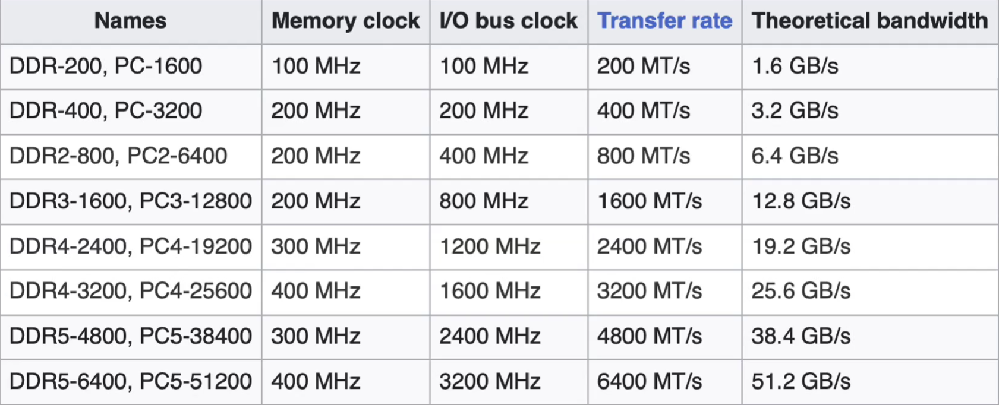 Names Memory clock I/O bus clock Transfer rate Theoretical bandwidth
DDR-200, PC-1600 100 MHz 100 MHz 200 MT/s 1.6 GB/s
DDR-400, PC-3200 200 MHz 200 MHz 400 MT/s 3.2 GB/s
DDR2-800, PC2-6400 200 MHz 400 MHz 800 MT/s 6.4 GB/s
DDR3-1600, PC3-12800 200 MHz 800 MHz 1600 MT/s 12.8 GB/s
DDR4-2400, PC4-19200 300 MHz 1200 MHz 2400 MT/s 19.2 GB/s
DDR4-3200, PC4-25600 400 MHz 1600 MHz 3200 MT/s 25.6 GB/s
DDR5-4800, PC5-38400 300 MHz 2400 MHz 4800 MT/s 38.4 GB/s
DDR5-6400, PC5-51200 400 MHz 3200 MHz 6400 MT/s 51.2 GB/s